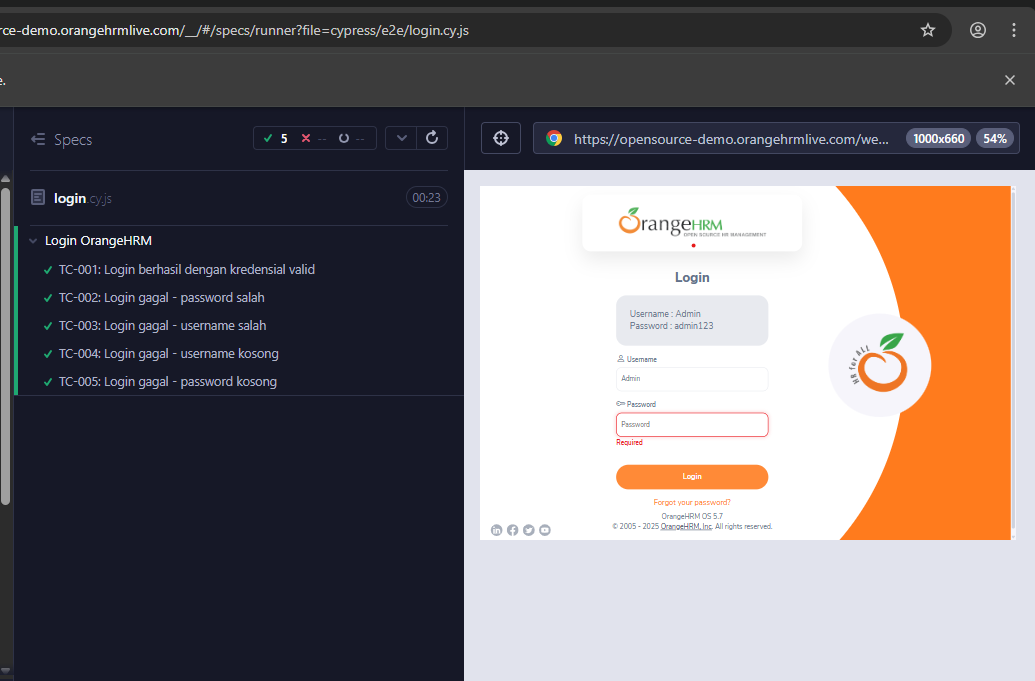 ce-demo.orangehrmlive.com/__/#/specs/runner?file=cypress/e2e/login.cy.js
e.
Specs
5 -- --
https://opensource-demo.orangehrmlive.com/we...
1000x660
54%
login cy.js
00:23
Login OrangeHRM
TC-001: Login berhasil dengan kredensial valid
TC-002: Login gagal - password salah
TC-003: Login gagal - username salah
TC-004: Login gagal - username kosong
TC-005: Login gagal - password kosong
OrangeHRM
OPEN SOURCE HR MANAGEMENT
Login
Username : Admin
Password : admin123
Username
Admin
Password
Password
Required
Login
Forgot your password?
OrangeHRM OS 5.7
© 2005 - 2025 OrangeHRM, Inc. All rights reserved.
HR for ALL